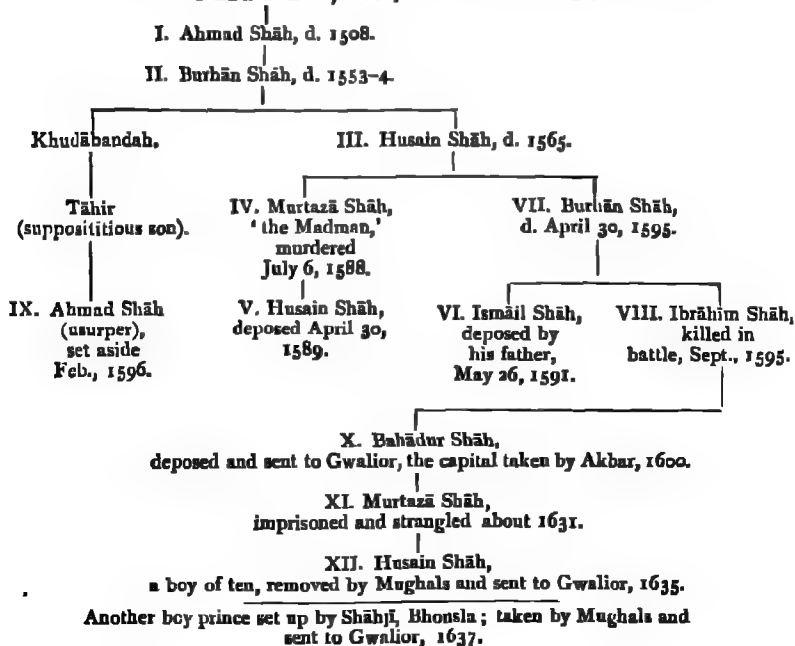 I. Ahmad Shāh, d. 1508.
II. Burhān Shāh, d. 1553-4.
Khudābandah.
III. Husain Shāh, d. 1565.
Tāhir
(supposititious son).
IV. Murtazā Shāh,
‘the Madman,’
murdered
July 6, 1588.
VII. Burhān Shāh,
d. April 30, 1595.
IX. Ahmad Shāh
(usurper),
set aside
Feb., 1596.
V. Husain Shāh,
deposed April 30,
1589.
VI. Ismāil Shāh,
deposed by
his father,
May 26, 1591.
VIII. Ibrāhīm Shāh,
killed in
battle, Sept., 1595.
X. Bahādur Shāh,
deposed and sent to Gwalior, the capital taken by Akbar, 1600.
XI. Murtazā Shāh,
imprisoned and strangled about 1631.
XII. Husain Shāh,
a boy of ten, removed by Mughals and sent to Gwalior, 1635.
Another boy prince set up by Shāhjī, Bhonsla; taken by Mughals and
sent to Gwalior, 1637.